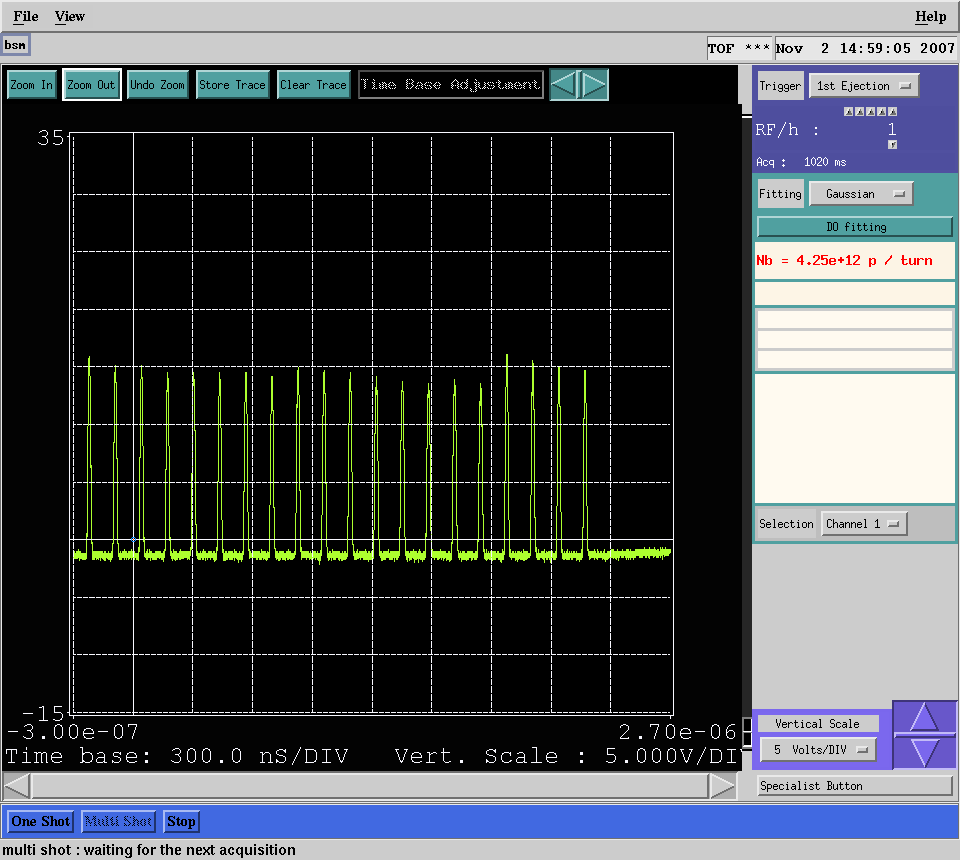 File View Help
bsm
TOF *** Nov 2 14:59:05 2007
Zoom In Zoom Out Undo Zoom Store Trace Clear Trace Time Base Adjustment
Trigger 1st Ejection
RF/h : 1
Acq : 1020 ms
Fitting Gaussian
DO fitting
Nb = 4.25e+12 p / turn
Selection Channel 1
35
-15
-3.00e-07 2.70e-06
Time base: 300.0 nS/DIV Vert. Scale : 5.000V/DI
Vertical Scale
5 Volts/DIV
Specialist Button
One Shot Multi Shot Stop
multi shot : waiting for the next acquisition